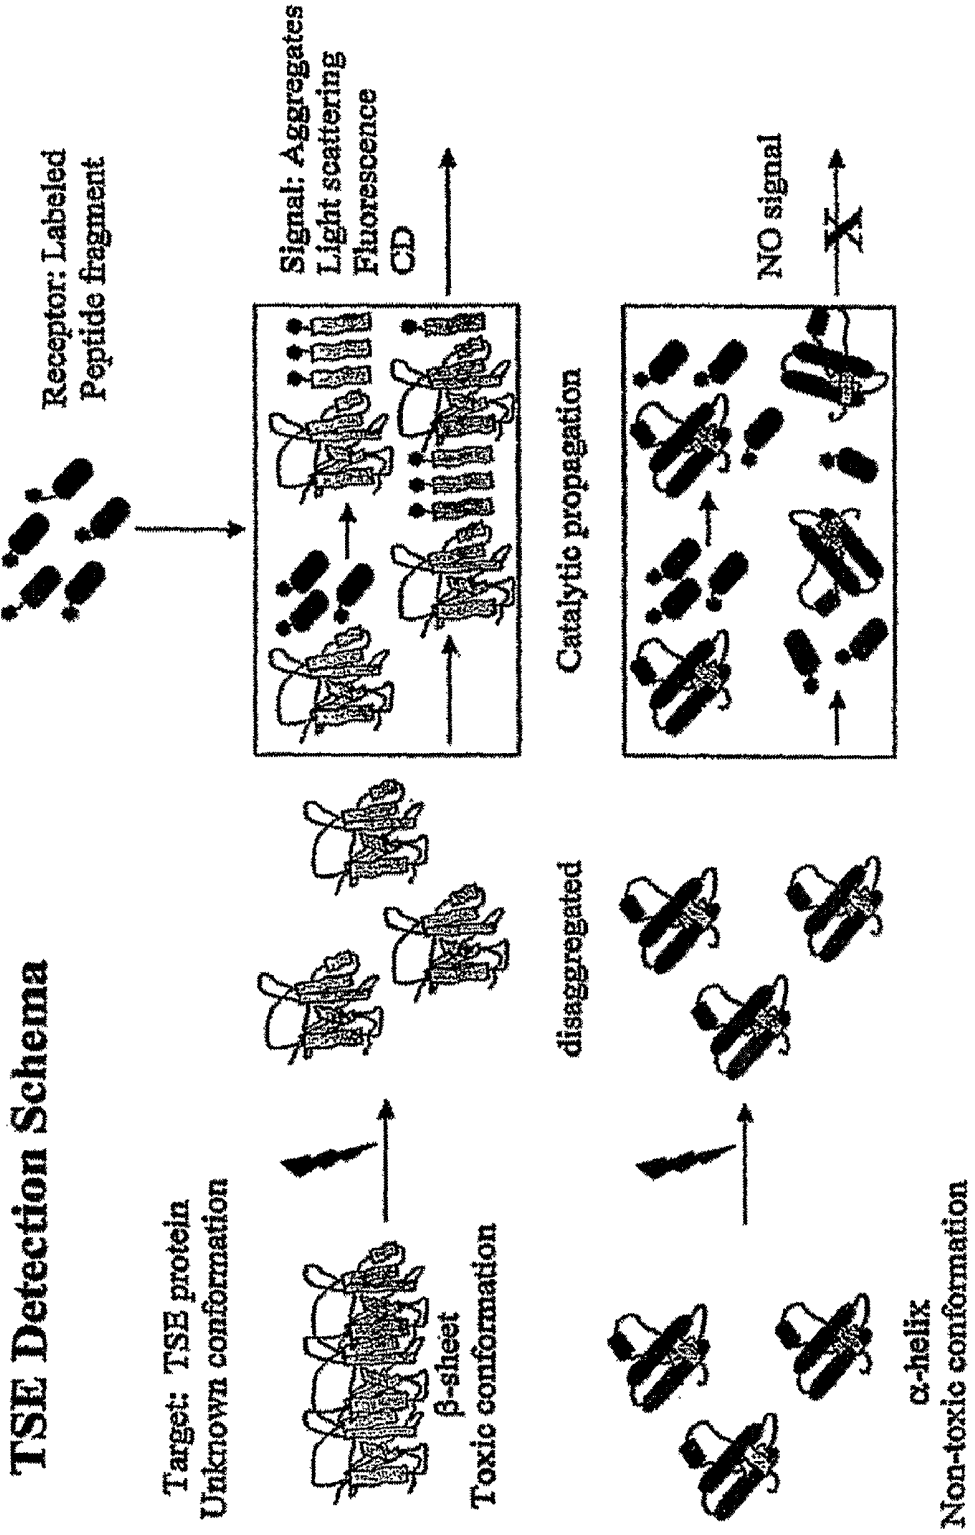 TSE Detection Schema
Receptor: Labeled
Peptide fragment
Target: TSE protein
Unknown conformation
Signal: Aggregates
Light scattering
Fluorescence
CD
β-sheet
Toxic conformation
disaggregated
Catalytic propagation
NO signal
X
α-helix
Non-toxic conformation